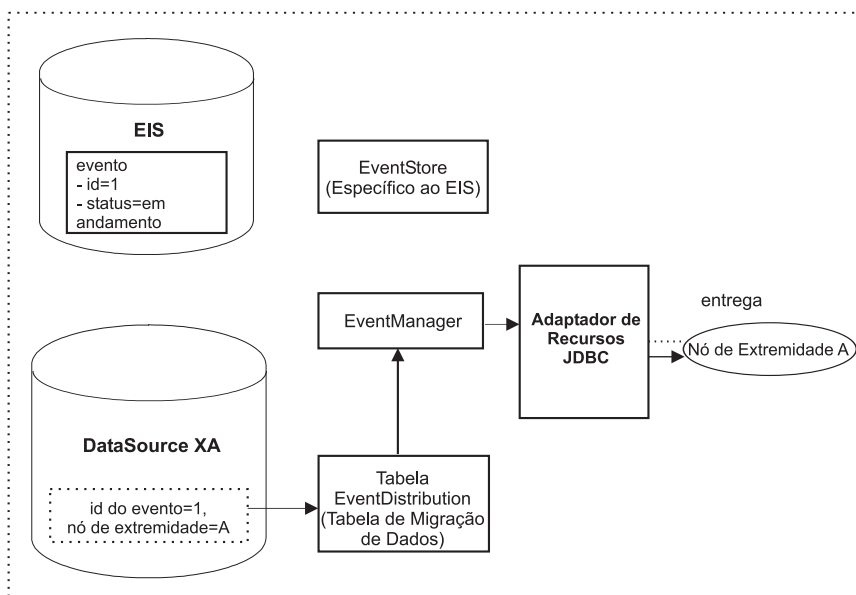 EIS
evento
- id=1
- status=em
andamento
EventStore
(Específico ao EIS)
EventManager
Adaptador de
Recursos
JDBC
entrega
Nó de Extremidade A
DataSource XA
id do evento=1,
nó de extremidade=A
Tabela
EventDistribution
(Tabela de Migração
de Dados)